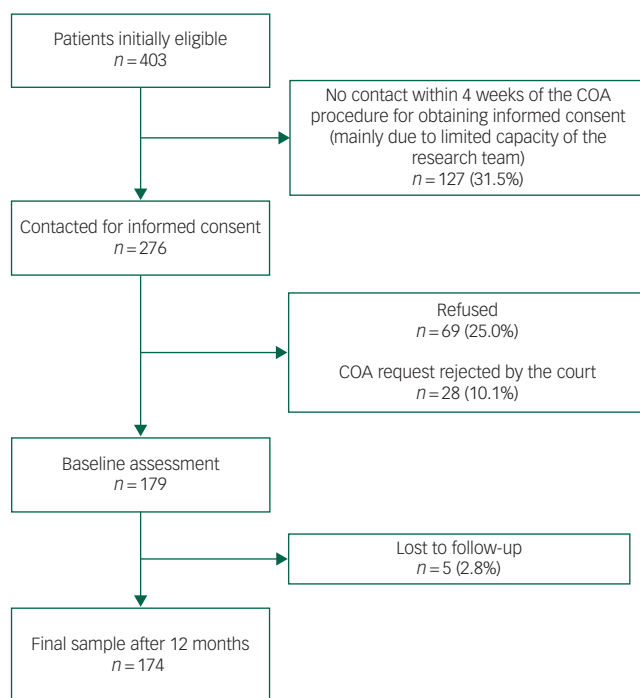 Patients initially eligible
n = 403
No contact within 4 weeks of the COA
procedure for obtaining informed consent
(mainly due to limited capacity of the
research team)
n = 127 (31.5%)
Contacted for informed consent
n = 276
Refused
n = 69 (25.0%)
COA request rejected by the court
n = 28 (10.1%)
Baseline assessment
n = 179
Lost to follow-up
n = 5 (2.8%)
Final sample after 12 months
n = 174